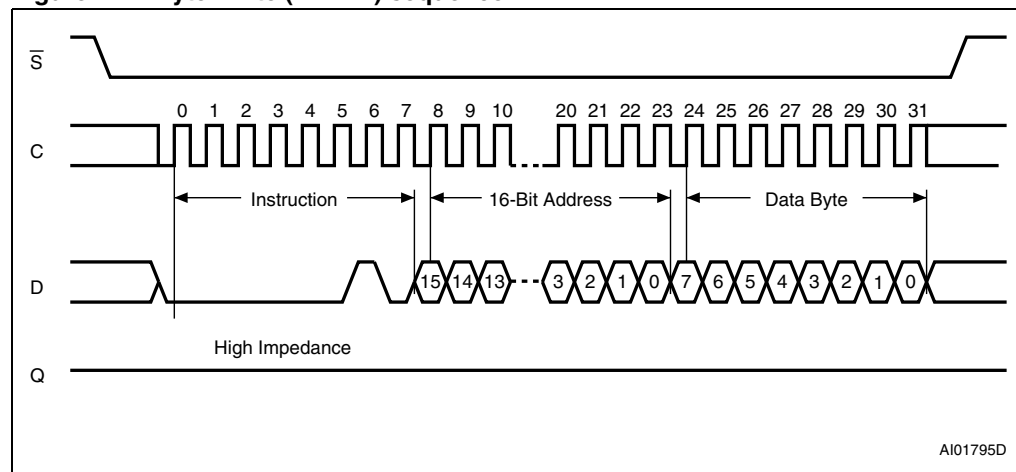 S
0 1 2 3 4 5 6 7 8 9 10 20 21 22 23 24 25 26 27 28 29 30 31
C
Instruction 16-Bit Address Data Byte
D 15 14 13 3 2 1 0 7 6 5 4 3 2 1 0
High Impedance
Q
AI01795D